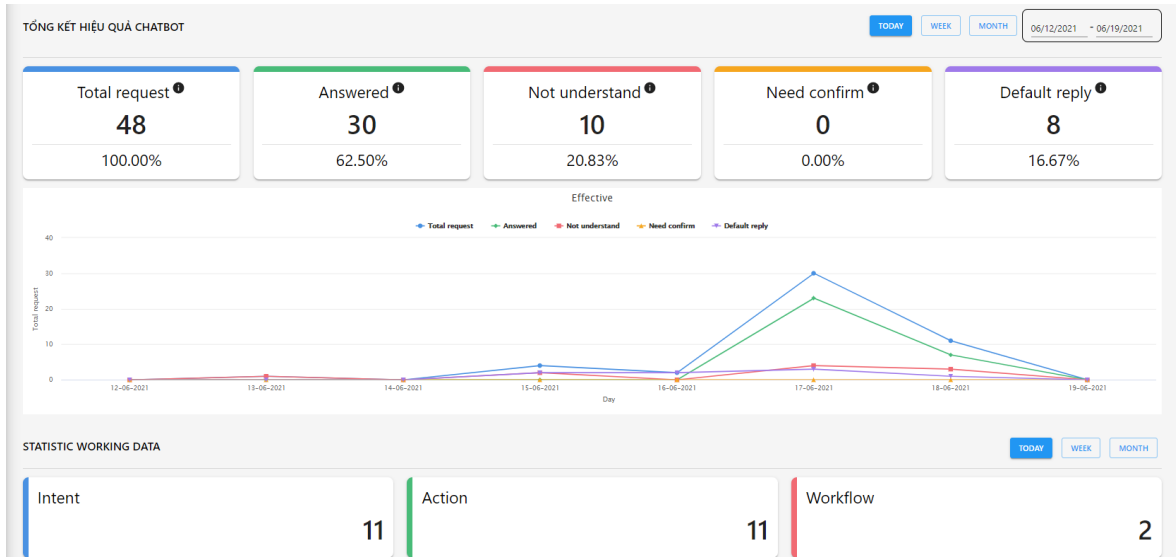 TỔNG KẾT HIỆU QUẢ CHATBOT
TODAY WEEK MONTH 06/12/2021 - 06/19/2021
Total request Answered Not understand Need confirm Default reply
48 30 10 0 8
100.00% 62.50% 20.83% 0.00% 16.67%
Effective
Total request Answered Not understand Need confirm Default reply
40
30
20
10
0
Total request
12-06-2021 13-06-2021 14-06-2021 15-06-2021 16-06-2021 17-06-2021 18-06-2021 19-06-2021
Day
STATISTIC WORKING DATA
TODAY WEEK MONTH
Intent Action Workflow
11 11 2